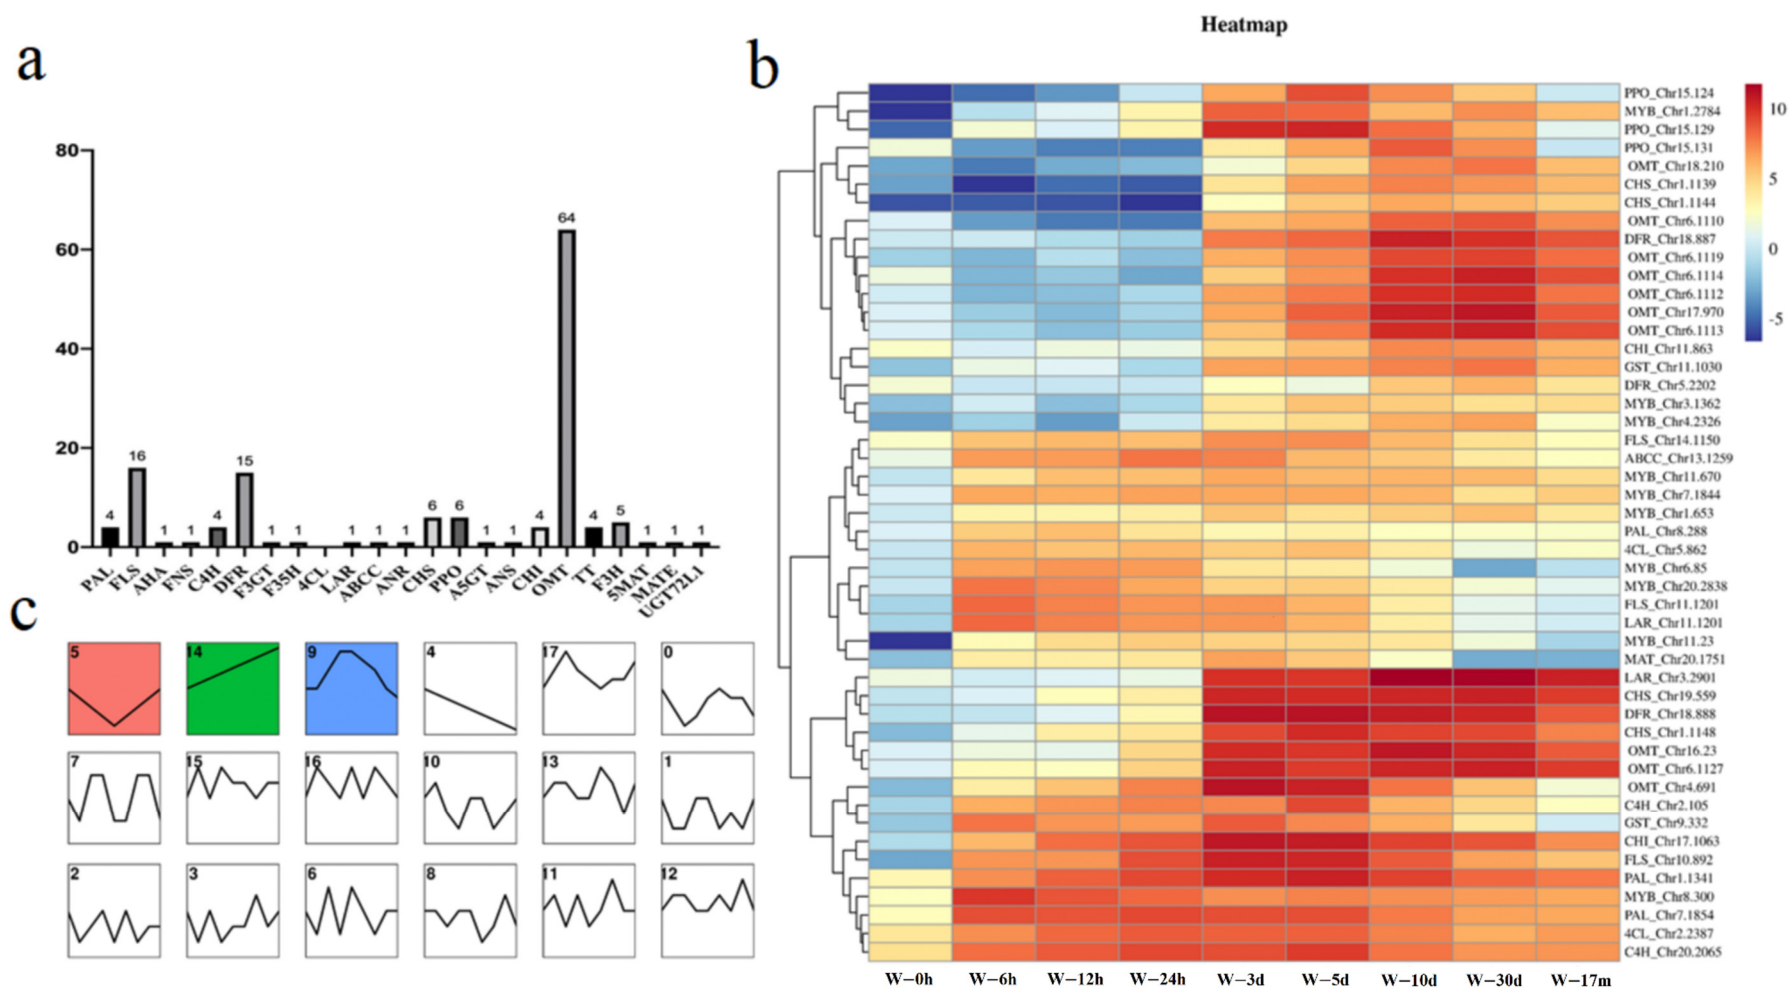 a
80
60
40
20
0
4
16
1
1
4
15
1
1
1
1
1
6
6
1
1
4
64
4
5
1
1
1
PAL
FLS
AHA
FNS
C4H
DFR
F3GT
F35H
4CL
LAR
ABCC
ANR
CHS
PPO
A5GT
ANS
CHI
OMT
TT
F3H
5MAT
MATE
UGT72L1
b
Heatmap
PPO_Chr15.124
MYB_Chr1.2784
PPO_Chr15.129
PPO_Chr15.131
OMT_Chr18.210
CHS_Chr1.1139
CHS_Chr1.1144
OMT_Chr6.1110
DFR_Chr18.887
OMT_Chr6.1119
OMT_Chr6.1114
OMT_Chr6.1112
OMT_Chr17.970
OMT_Chr6.1113
CHI_Chr11.863
GST_Chr11.1030
DFR_Chr5.2202
MYB_Chr3.1362
MYB_Chr4.2326
FLS_Chr14.1150
ABCC_Chr13.1259
MYB_Chr11.670
MYB_Chr7.1844
MYB_Chr1.653
PAL_Chr8.288
4CL_Chr5.862
MYB_Chr6.85
MYB_Chr20.2838
FLS_Chr11.1201
LAR_Chr11.1201
MYB_Chr11.23
MAT_Chr20.1751
LAR_Chr3.2901
CHS_Chr19.559
DFR_Chr18.888
CHS_Chr1.1148
OMT_Chr16.23
OMT_Chr6.1127
OMT_Chr4.691
C4H_Chr2.105
GST_Chr9.332
CHI_Chr17.1063
FLS_Chr10.892
PAL_Chr1.1341
MYB_Chr8.300
PAL_Chr7.1854
4CL_Chr2.2387
C4H_Chr20.2065
10
5
0
-5
W–0h W–6h W–12h W–24h W–3d W–5d W–10d W–30d W–17m
c
5 14 9 4 17 0
7 15 16 10 13 1
2 3 6 8 11 12